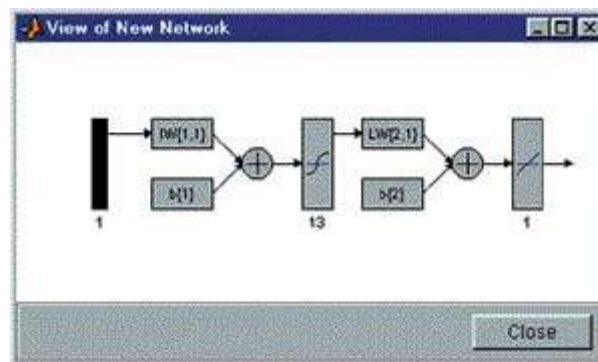 View of New Network
IW{1,1}
LW{2,1}
b{1}
b{2}
1
13
1
Close